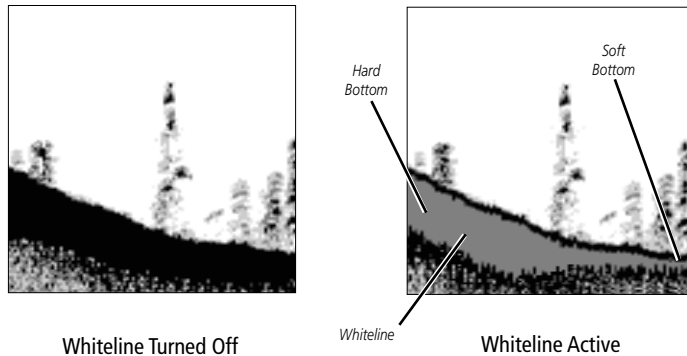 Soft
Bottom
Hard
Bottom
Whiteline
Whiteline Turned Off
Whiteline Active